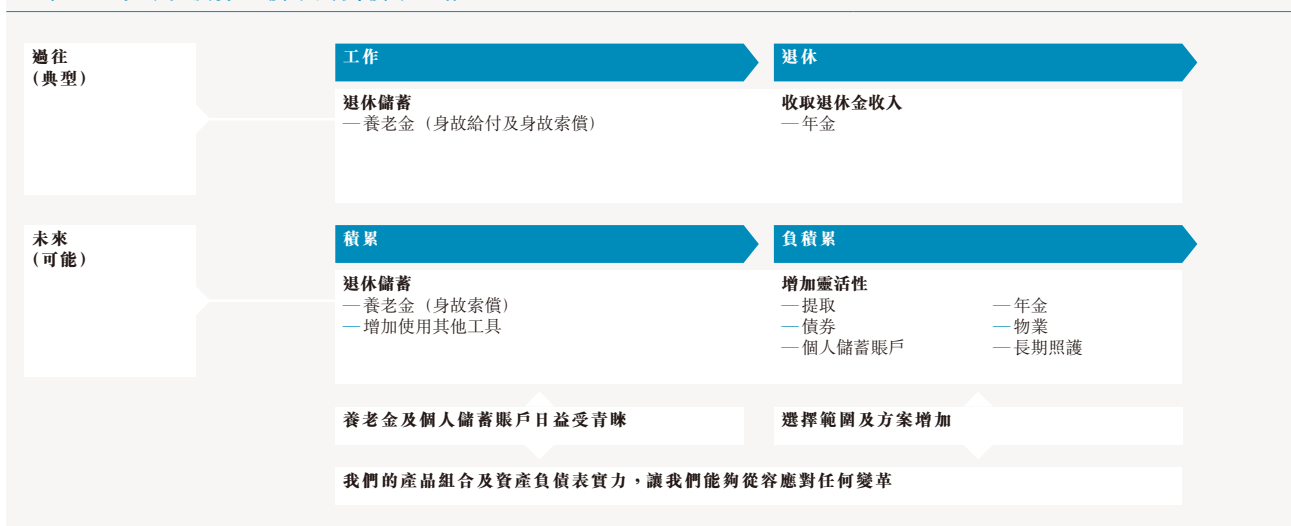 過往
(典型)
工作
退休
退休儲蓄
—養老金（身故給付及身故索償）
收取退休金收入
—年金
未來
(可能)
積累
負積累
退休儲蓄
—養老金（身故索償）
—增加使用其他工具
增加靈活性
—提取
—債券
—個人儲蓄賬戶
—年金
—物業
—長期照護
養老金及個人儲蓄賬戶日益受青睞
選擇範圍及方案增加
我們的產品組合及資產負債表實力，讓我們能夠從容應對任何變革